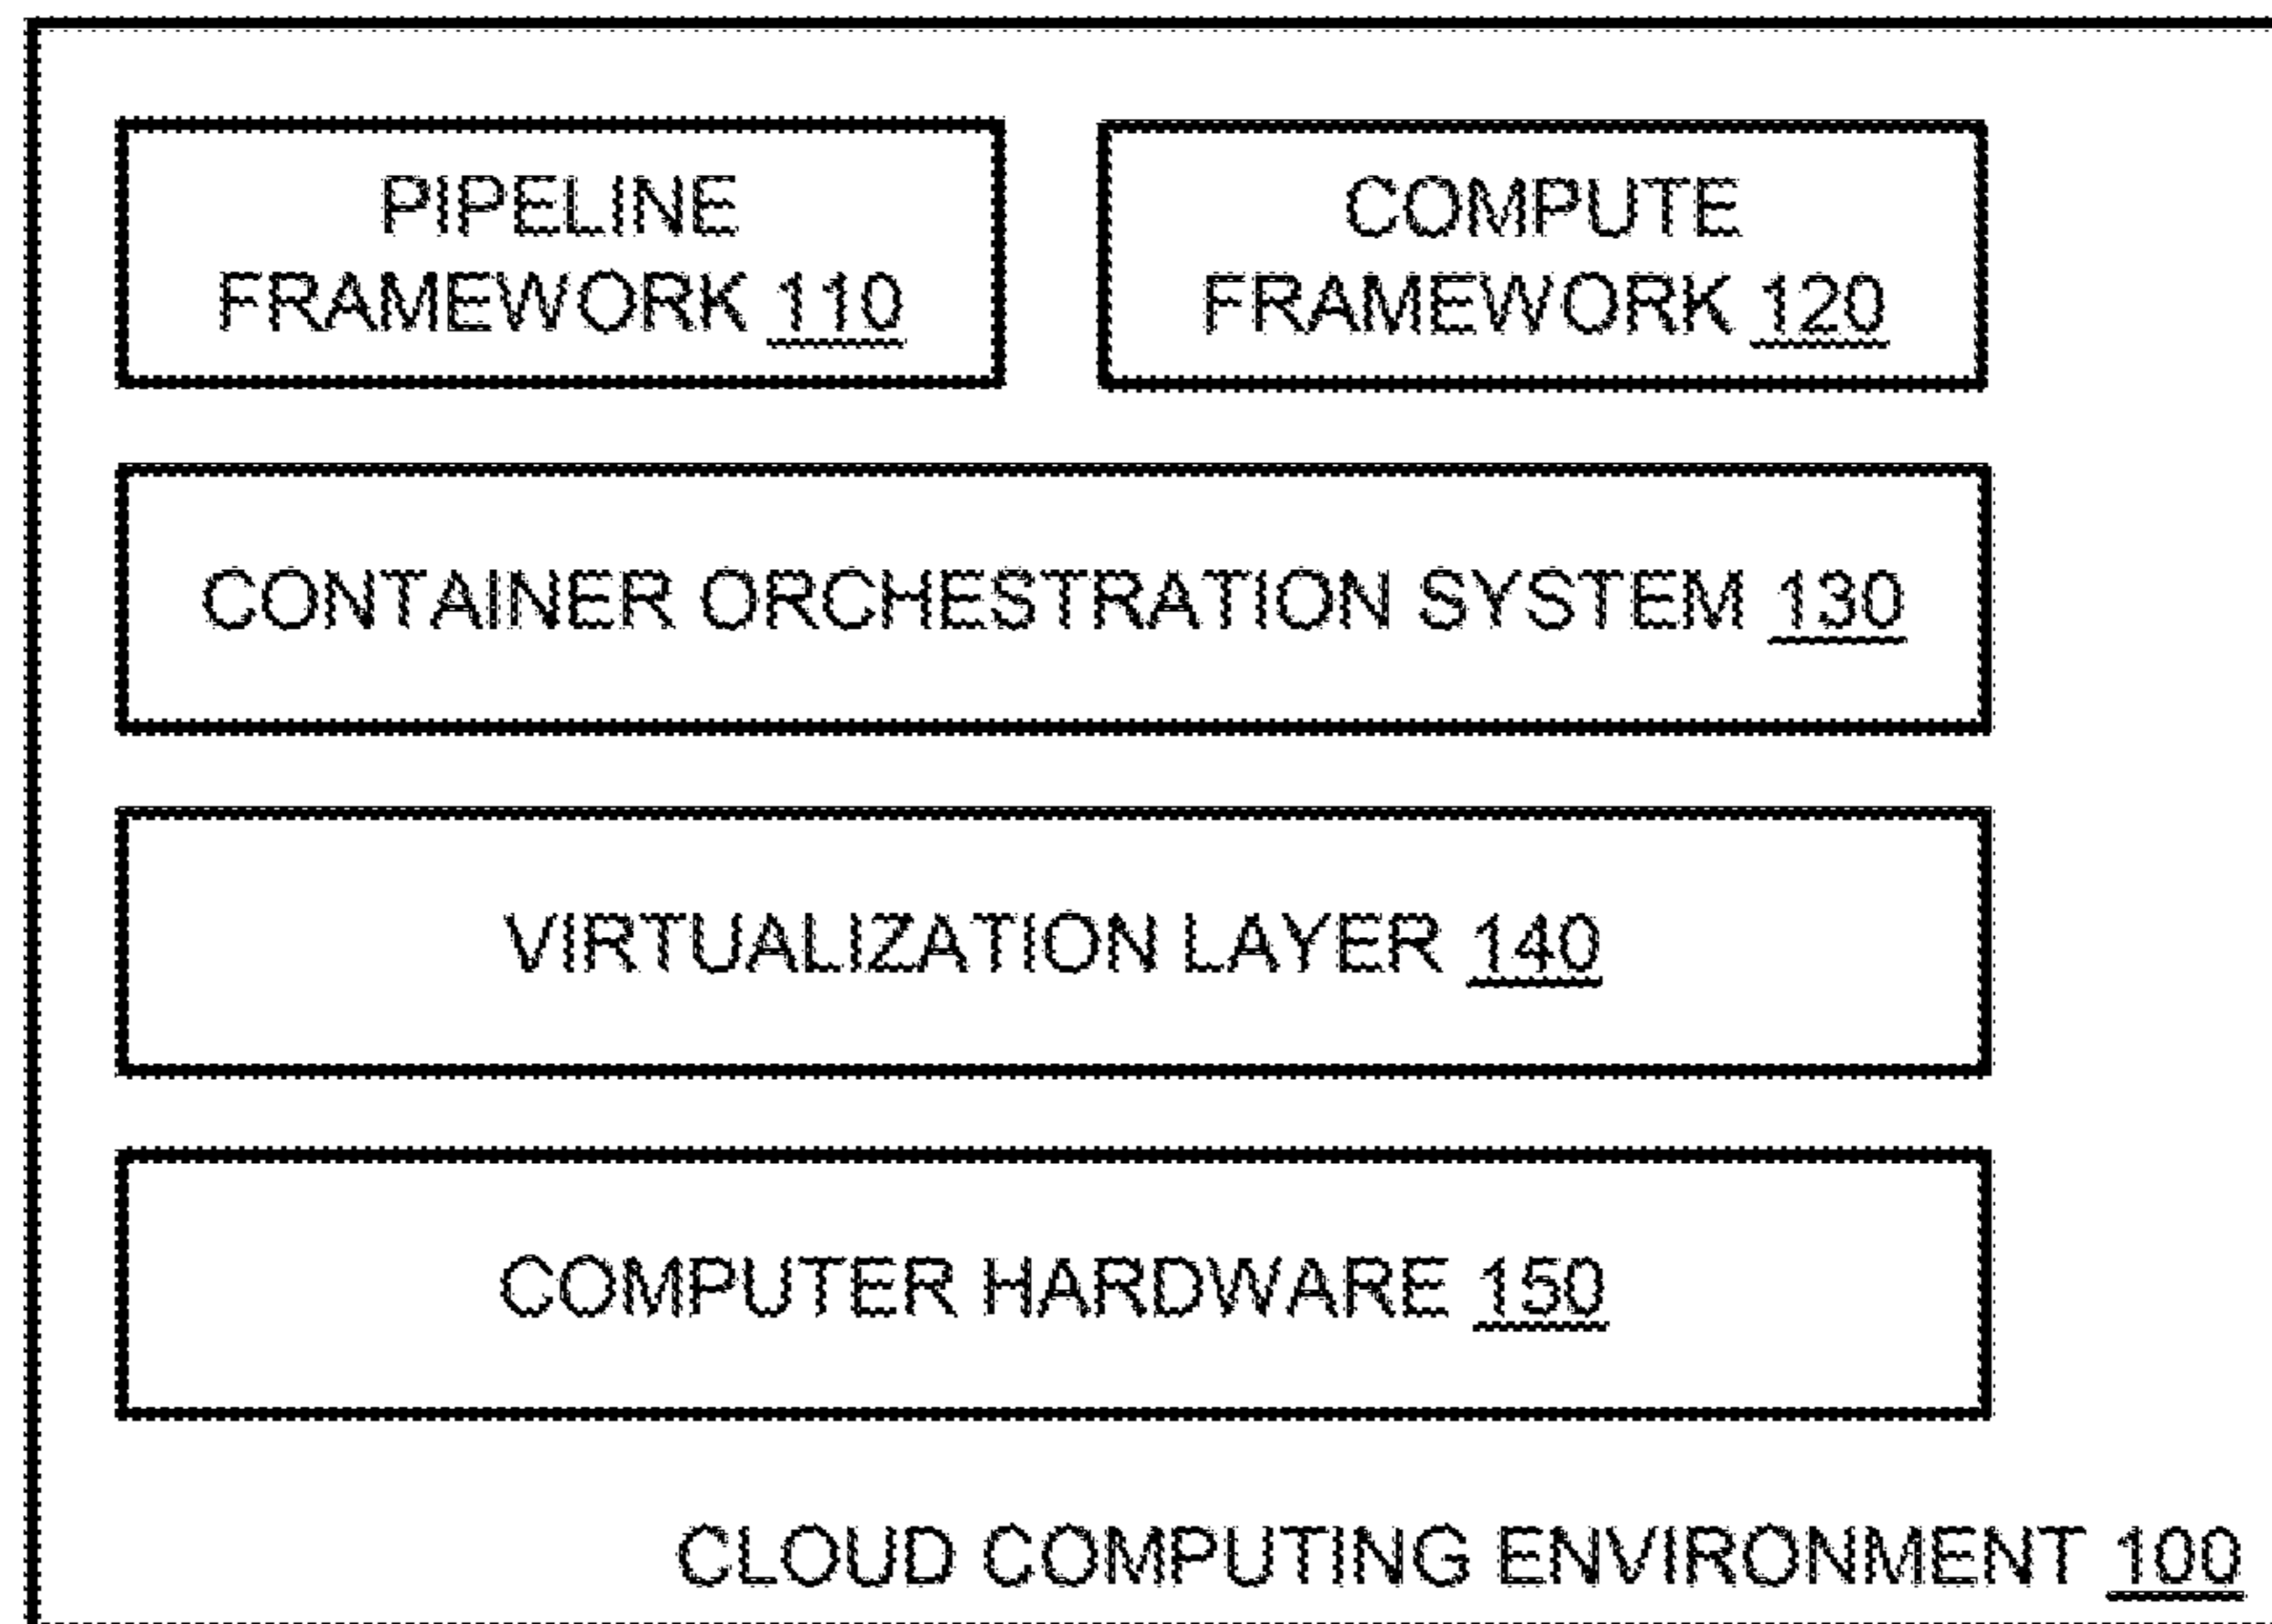 PIPELINE
FRAMEWORK 110
COMPUTE
FRAMEWORK 120
CONTAINER ORCHESTRATION SYSTEM 130
VIRTUALIZATION LAYER 140
COMPUTER HARDWARE 150
CLOUD COMPUTING ENVIRONMENT 100